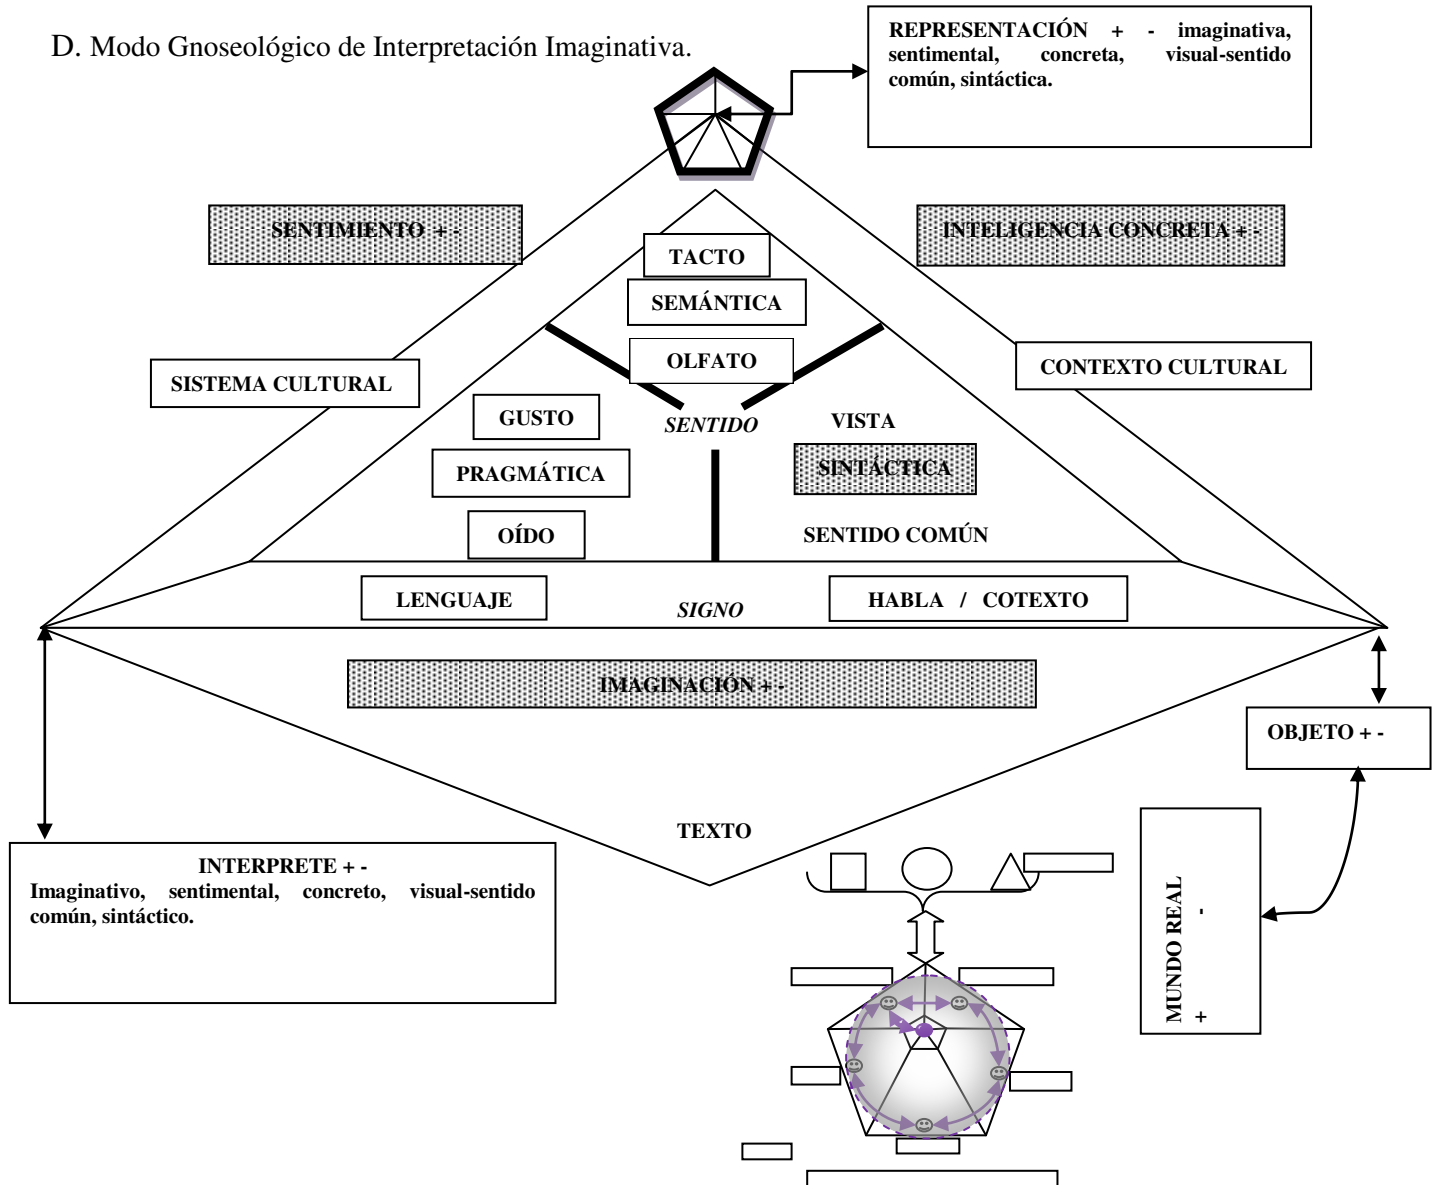 D. Modo Gnoseológico de Interpretación Imaginativa.
REPRESENTACIÓN + - imaginativa,
sentimental, concreta, visual-sentido
común, sintáctica.
SENTIMIENTO + -
INTELIGENCIA CONCRETA + -
TACTO
SEMÁNTICA
OLFATO
SISTEMA CULTURAL
CONTEXTO CULTURAL
GUSTO
SENTIDO
VISTA
PRAGMÁTICA
SINTÁCTICA
OÍDO
SENTIDO COMÚN
LENGUAJE
SIGNO
HABLA / COTEXTO
IMAGINACIÓN + -
OBJETO + -
TEXTO
INTERPRETE + -
Imaginativo, sentimental, concreto, visual-sentido
común, sintáctico.
MUNDO REAL
+ -